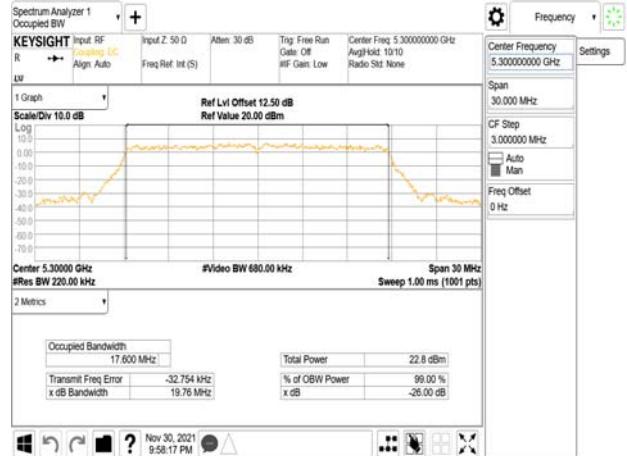 Spectrum Analyzer 1
Occupied BW
+
Frequency
KEYSIGHT
R
Input: RF
Coupling: DC
Align: Auto
Input Z: 50 Ω
Freq Ref: Int (S)
Atten: 30 dB
Trig: Free Run
Gate: Off
#IF Gain: Low
Center Freq: 5.300000000 GHz
Avg|Hold: 10/10
Radio Std: None
Center Frequency
5.300000000 GHz
Settings
Span
30.000 MHz
CF Step
3.000000 MHz
Auto
Man
Freq Offset
0 Hz
1 Graph
Scale/Div 10.0 dB
Ref Lvl Offset 12.50 dB
Ref Value 20.00 dBm
Log
10.0
0.00
-10.0
-20.0
-30.0
-40.0
-50.0
-60.0
-70.0
Center 5.30000 GHz
#Res BW 220.00 kHz
#Video BW 680.00 kHz
Span 30 MHz
Sweep 1.00 ms (1001 pts)
2 Metrics
Occupied Bandwidth
17.600 MHz
Transmit Freq Error -32.754 kHz
x dB Bandwidth 19.76 MHz
Total Power 22.8 dBm
% of OBW Power 99.00 %
x dB -26.00 dB
?
Nov 30, 2021
9:58:17 PM